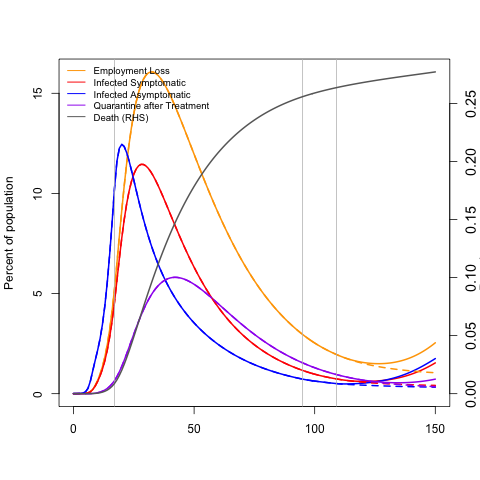 Employment Loss
Infected Symptomatic
Infected Asymptomatic
Quarantine after Treatment
Death (RHS)
Percent of population
15
10
5
0
0.25
0.20
0.15
0.10
0.05
0.00
0 50 100 150